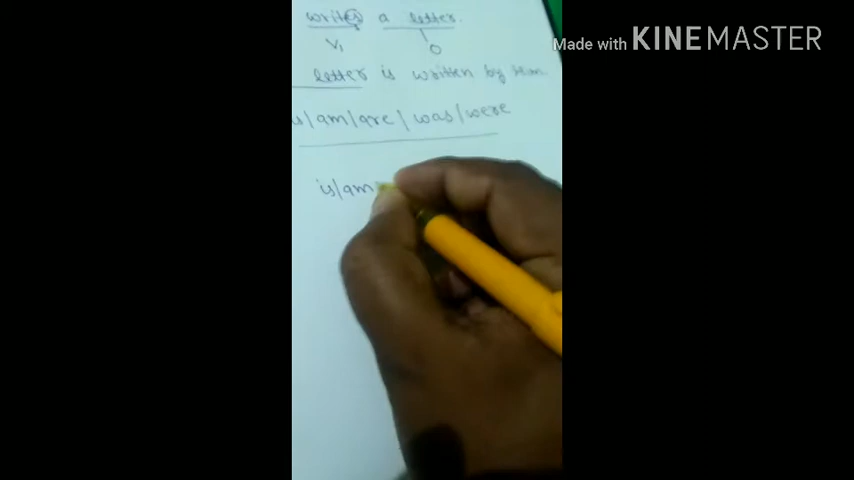 writes a letter.
V1 O
letter is written by Him
is/am/are/was/were
is/am
Made with KINEMASTER